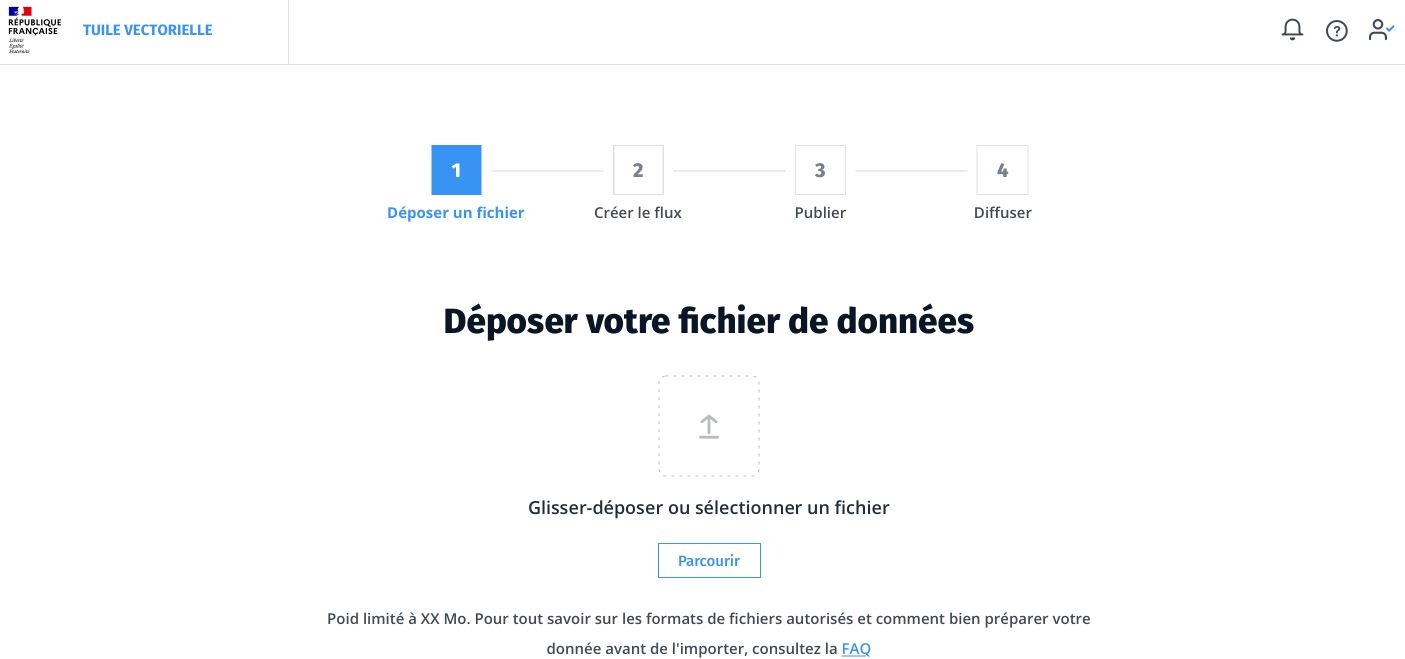 RÉPUBLIQUE
FRANÇAISE
Liberté
Égalité
Fraternité
TUILE VECTORIELLE
1
2
3
4
Déposer un fichier
Créer le flux
Publier
Diffuser
Déposer votre fichier de données
Glisser-déposer ou sélectionner un fichier
Parcourir
Poid limité à XX Mo. Pour tout savoir sur les formats de fichiers autorisés et comment bien préparer votre
donnée avant de l'importer, consultez la FAQ